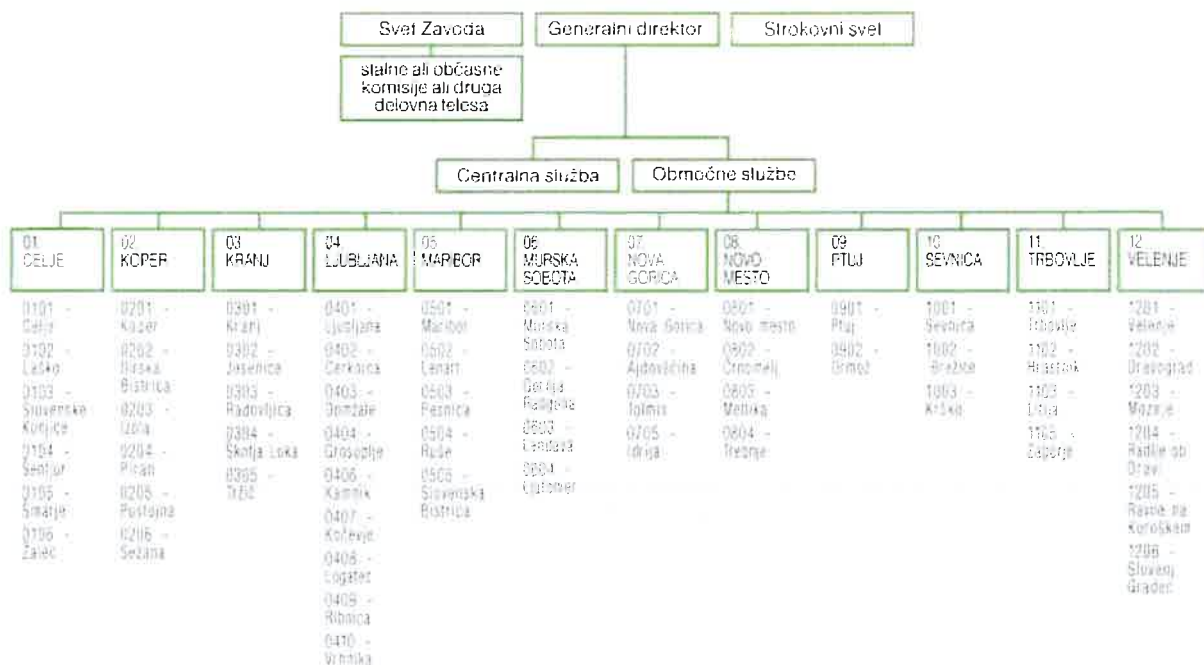 Svet Zavoda
Generalni direktor
Strokovni svet
stalne ali občasne
komisije ali druga
delovna telesa
Centralna služba
Območne službe
01.
CELJE
0101 -
Celje
0102 -
Laško
0103 -
Slovenske
Konjice
0104 -
Šentjur
0105 -
Šmarje
0106 -
Žalec
02.
KOPER
0201 -
Koper
0202 -
Ilirska
Bistrica
0203 -
Izola
0204 -
Piran
0205 -
Postojna
0206 -
Sežana
03.
KRANJ
0301 -
Kranj
0302 -
Jesenice
0303 -
Radovljica
0304 -
Škofja Loka
0305 -
Tržič
04.
LJUBLJANA
0401 -
Ljubljana
0402 -
Cerknica
0403 -
Domžale
0404 -
Grosuplje
0406 -
Kamnik
0407 -
Kočevje
0408 -
Logatec
0409 -
Ribnica
0410 -
Vrhnika
05.
MARIBOR
0501 -
Maribor
0502 -
Lenart
0503 -
Pesnica
0504 -
Ruše
0505 -
Slovenska
Bistrica
06.
MURSKA
SOBOTA
0601 -
Murska
Sobota
0602 -
Gornja
Radgona
0603 -
Lendava
0604 -
Ljutomer
07.
NOVA
GORICA
0701 -
Nova Gorica
0702 -
Ajdovščina
0703 -
Tolmin
0705 -
Idrija
08.
NOVO
MESTO
0801 -
Novo mesto
0802 -
Črnomelj
0803 -
Metlika
0804 -
Trebnje
09.
PTUJ
0901 -
Ptuj
0902 -
Ormož
10.
SEVNICA
1001 -
Sevnica
1002 -
Brežice
1003 -
Krško
11.
TRBOVLJE
1101 -
Trbovlje
1102 -
Hrastnik
1103 -
Litija
1105 -
Zagorje
12.
VELENJE
1201 -
Velenje
1202 -
Dravograd
1203 -
Mozirje
1204 -
Radlje ob
Dravi
1205 -
Ravne na
Koroškem
1206 -
Slovenj
Gradec